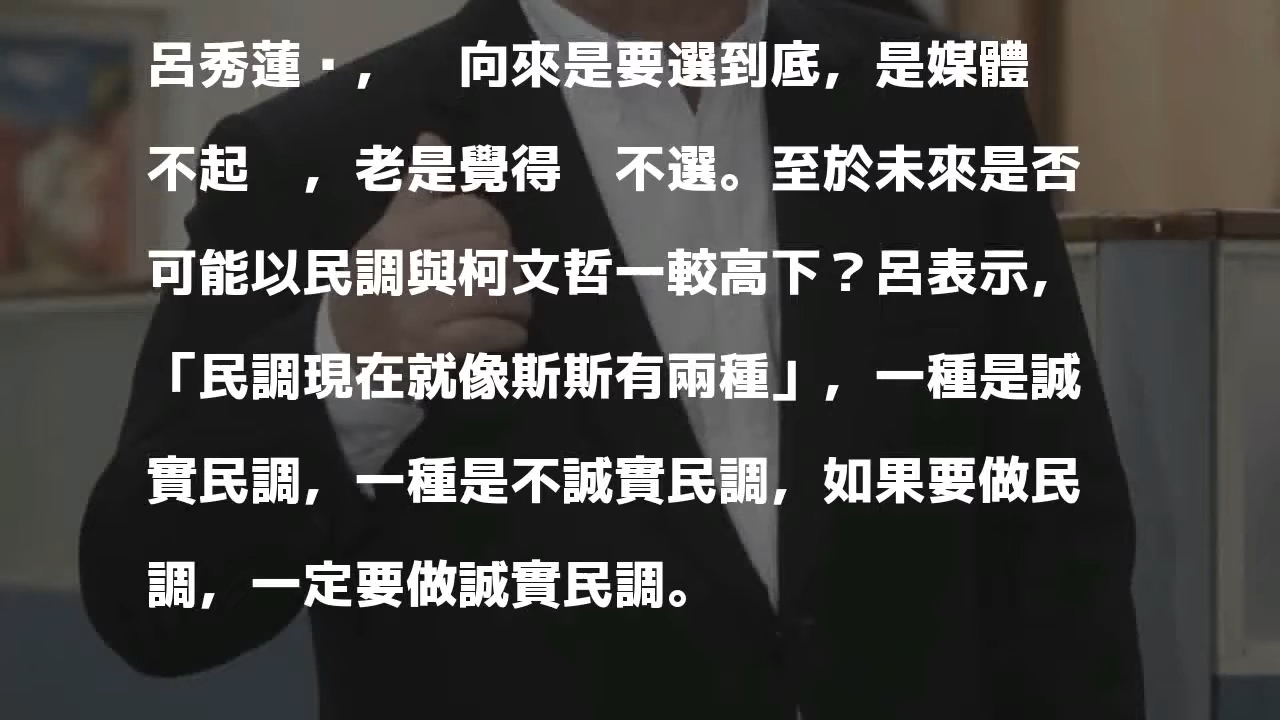 呂秀蓮·，　向來是要選到底，是媒體
不起　，老是覺得　不選。至於未來是否
可能以民調與柯文哲一較高下？呂表示，
「民調現在就像斯斯有兩種」，一種是誠
實民調，一種是不誠實民調，如果要做民
調，一定要做誠實民調。